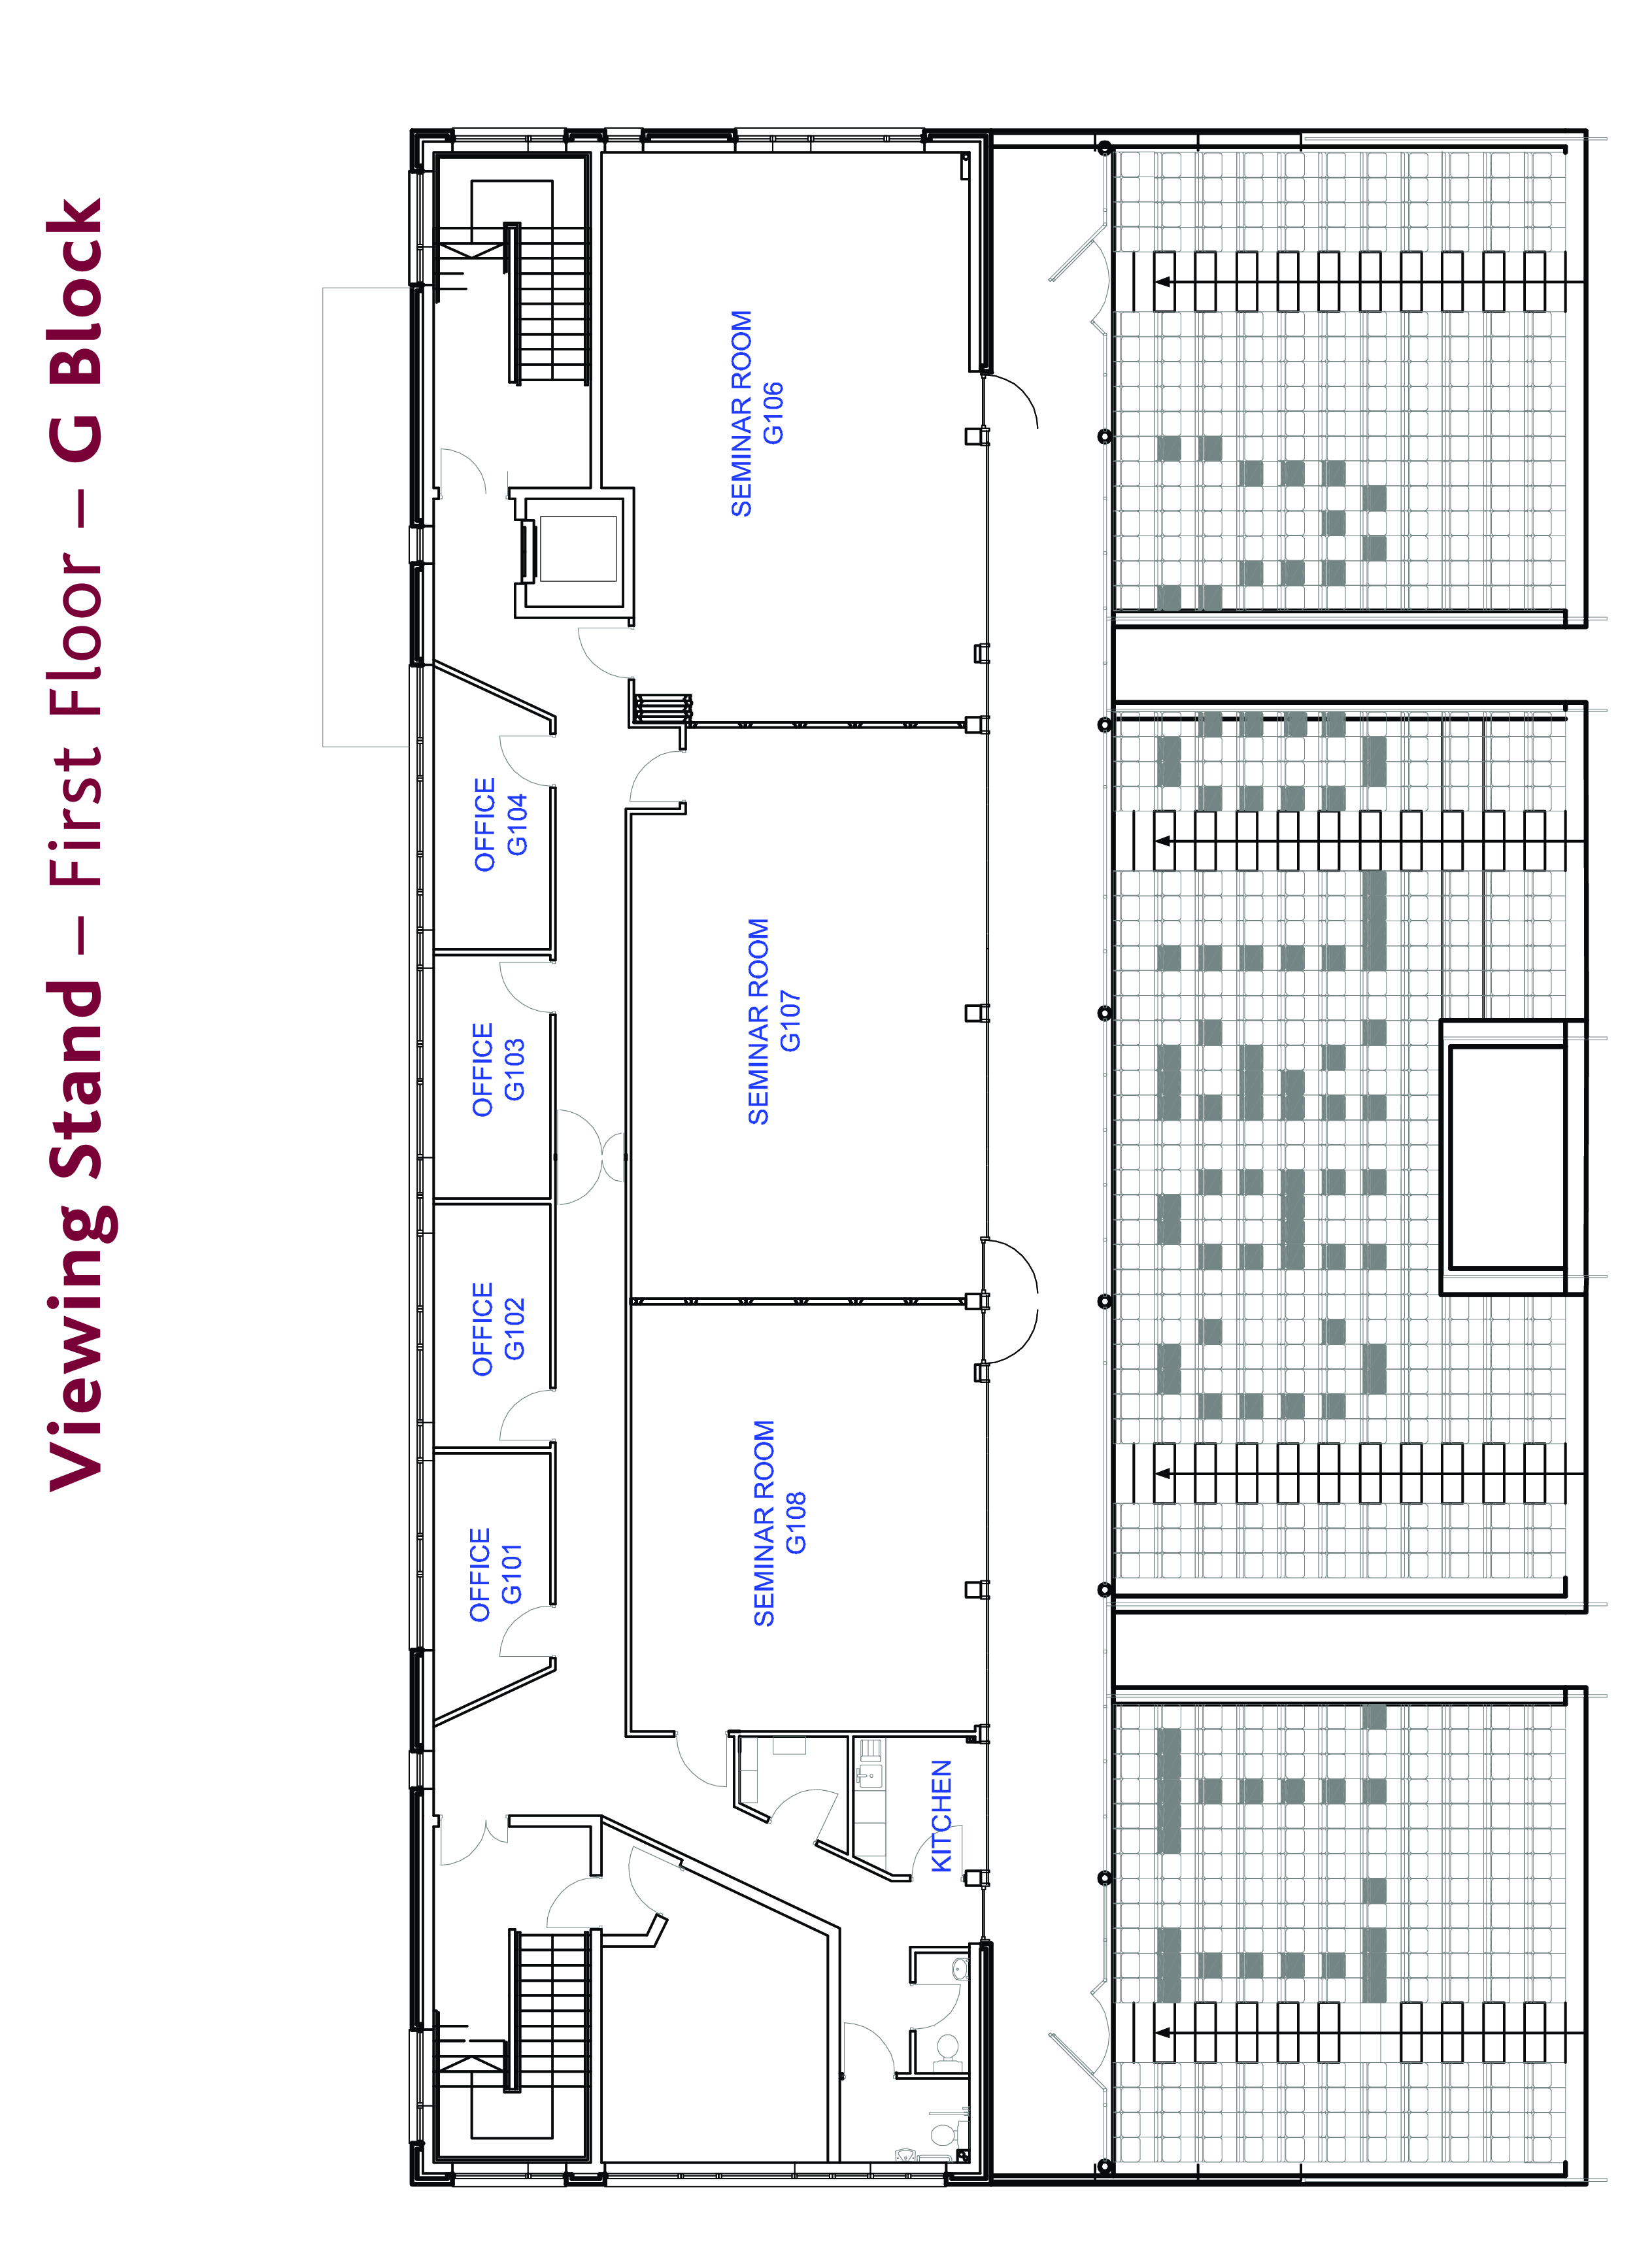 Viewing Stand – First Floor – G Block
OFFICE
G101
OFFICE
G102
OFFICE
G103
OFFICE
G104
SEMINAR ROOM
G108
SEMINAR ROOM
G107
SEMINAR ROOM
G106
KITCHEN
I.T. CARLOW